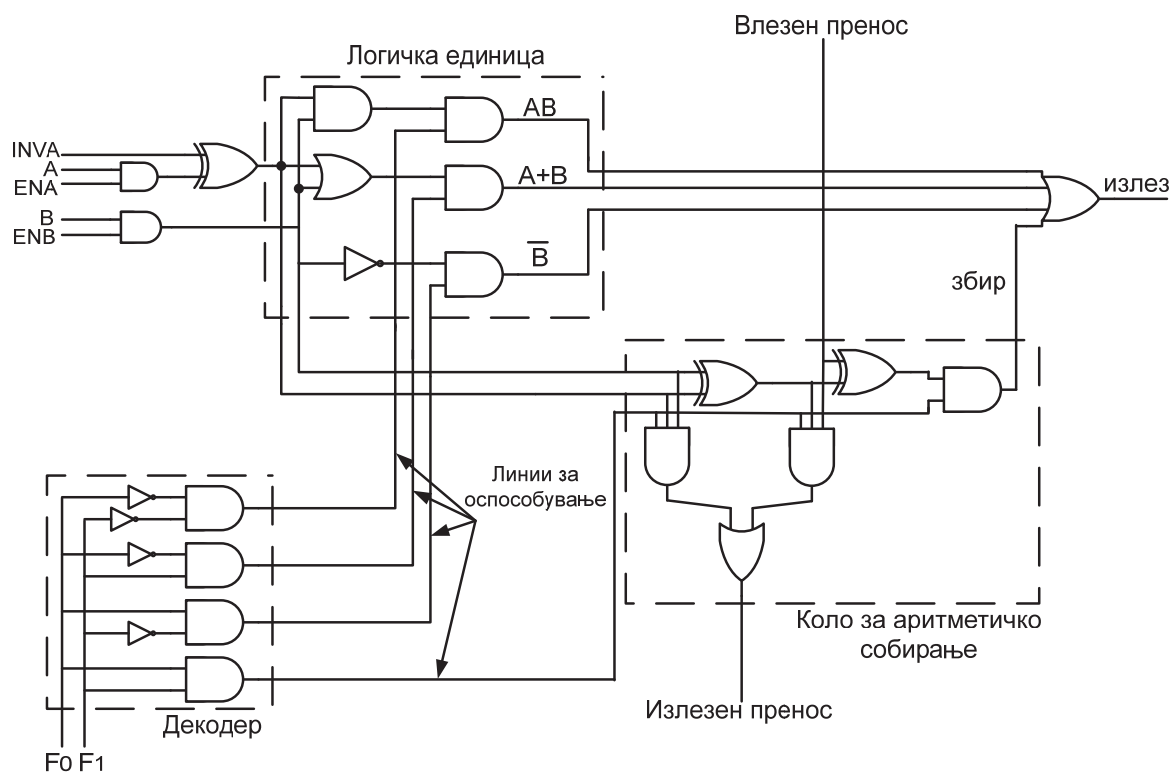 Влезен пренос
Логичка единица
AB
INVA
A
ENA
A+B
излез
B
ENB
B̅
збир
Линии за
оспособување
Коло за аритметичко
собирање
Декодер
Излезен пренос
F0 F1